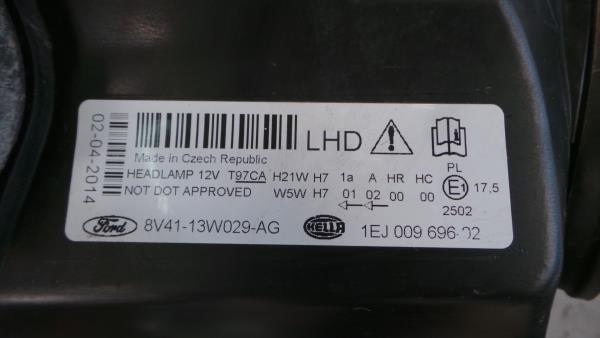 02-04-2014
LHD
Made in Czech Republic
HEADLAMP 12V T97CA H21W H7 1a A HR HC PL
NOT DOT APPROVED W5W H7 01 02 00 00 E1 17,5
2502
Ford 8V41-13W029-AG HELLA 1EJ 009 696-02